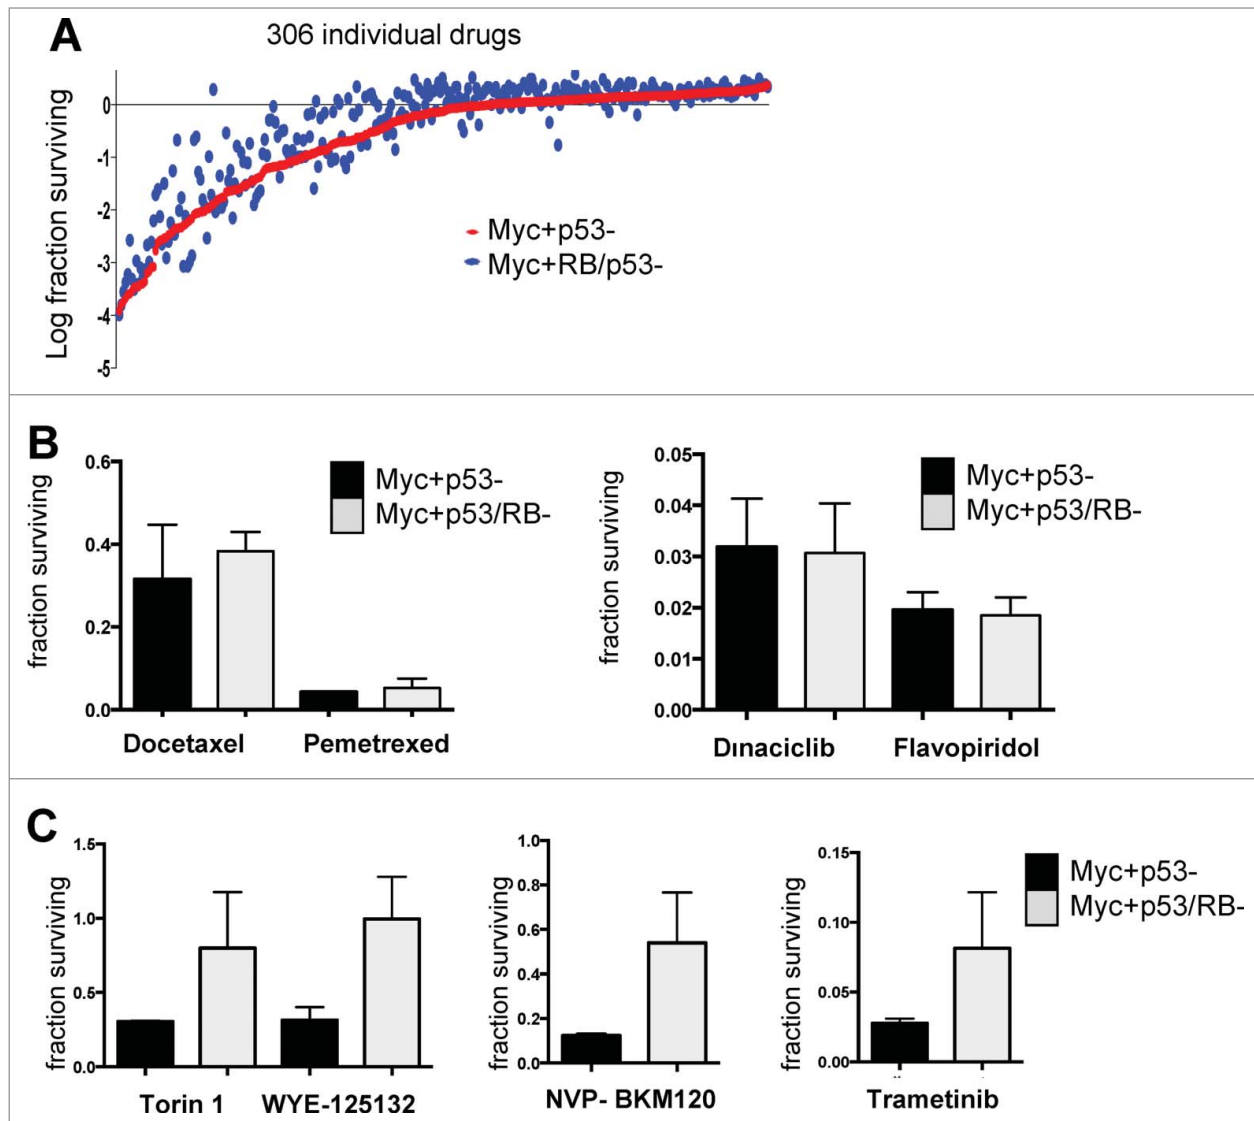 A
306 individual drugs
Log fraction surviving
0
-1
-2
-3
-4
-5
Myc+p53-
Myc+RB/p53-
B
fraction surviving
0.6
0.4
0.2
0.0
Myc+p53-
Myc+p53/RB-
Docetaxel
Pemetrexed
fraction surviving
0.05
0.04
0.03
0.02
0.01
0.00
Myc+p53-
Myc+p53/RB-
Dinaciclib
Flavopiridol
C
fraction surviving
1.5
1.0
0.5
0.0
Torin 1
WYE-125132
fraction surviving
1.0
0.8
0.6
0.4
0.2
0.0
NVP- BKM120
fraction surviving
0.15
0.10
0.05
0.00
Trametinib
Myc+p53-
Myc+p53/RB-